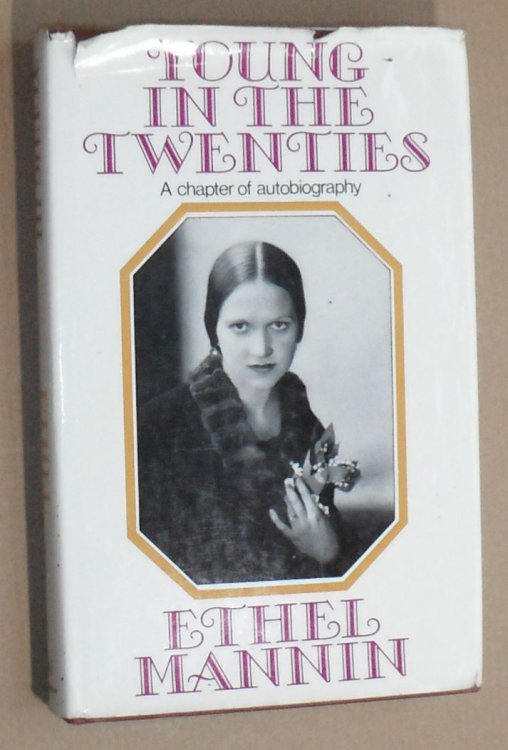 YOUNG
IN THE
TWENTIES
A chapter of autobiography
ETHEL
MANNIN